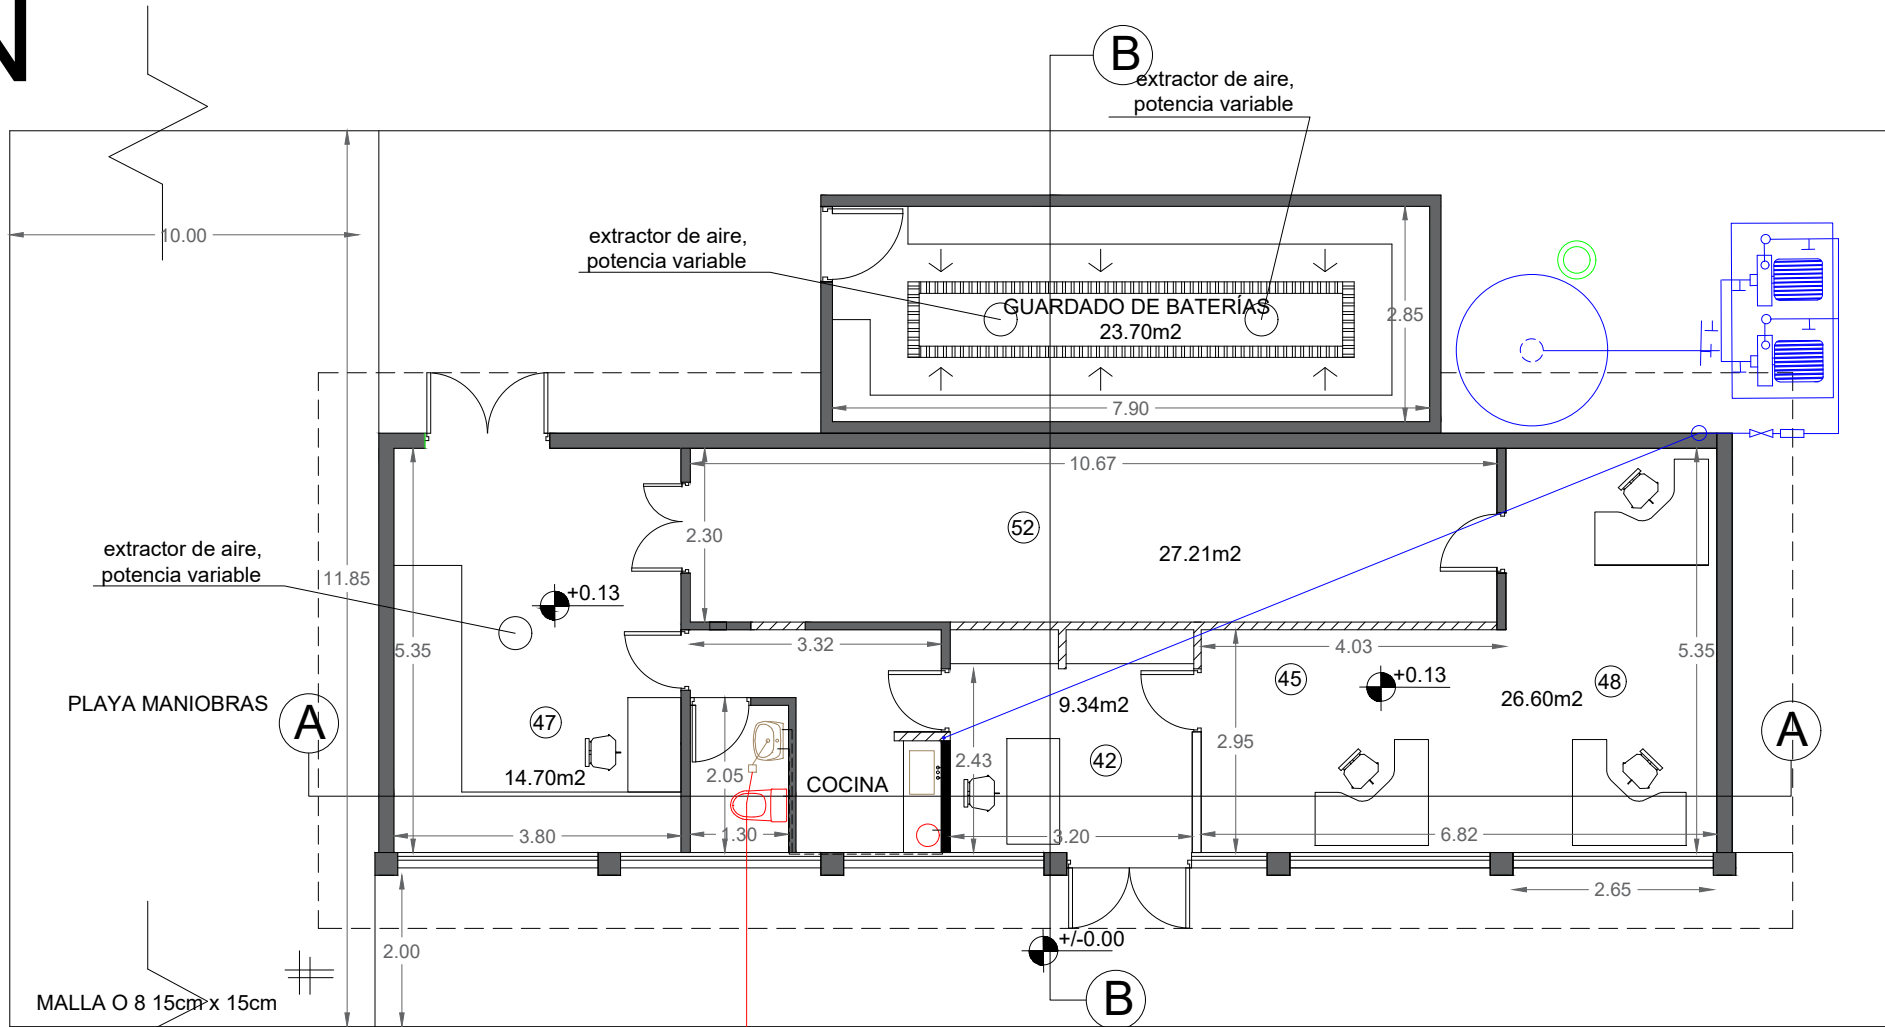 N
B
extractor de aire,
potencia variable
10.00
extractor de aire,
potencia variable
GUARDADO DE BATERÍAS
23.70m2
2.85
7.90
10.67
52
2.30
27.21m2
extractor de aire,
potencia variable
11.85
+0.13
5.35
3.32
4.03
5.35
45
+0.13
48
26.60m2
PLAYA MANIOBRAS
A
47
9.34m2
A
2.95
42
2.43
14.70m2
2.05
COCINA
3.80
1.30
3.20
6.82
2.65
2.00
+/-0.00
MALLA O 8 15cm x 15cm
B